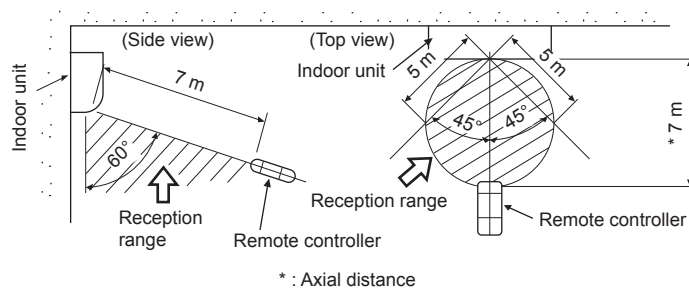 (Side view)
Indoor unit
7 m
60°
Reception
range
Remote controller
(Top view)
Indoor unit
5 m
5 m
45°
45°
* 7 m
Reception range
Remote controller
* : Axial distance